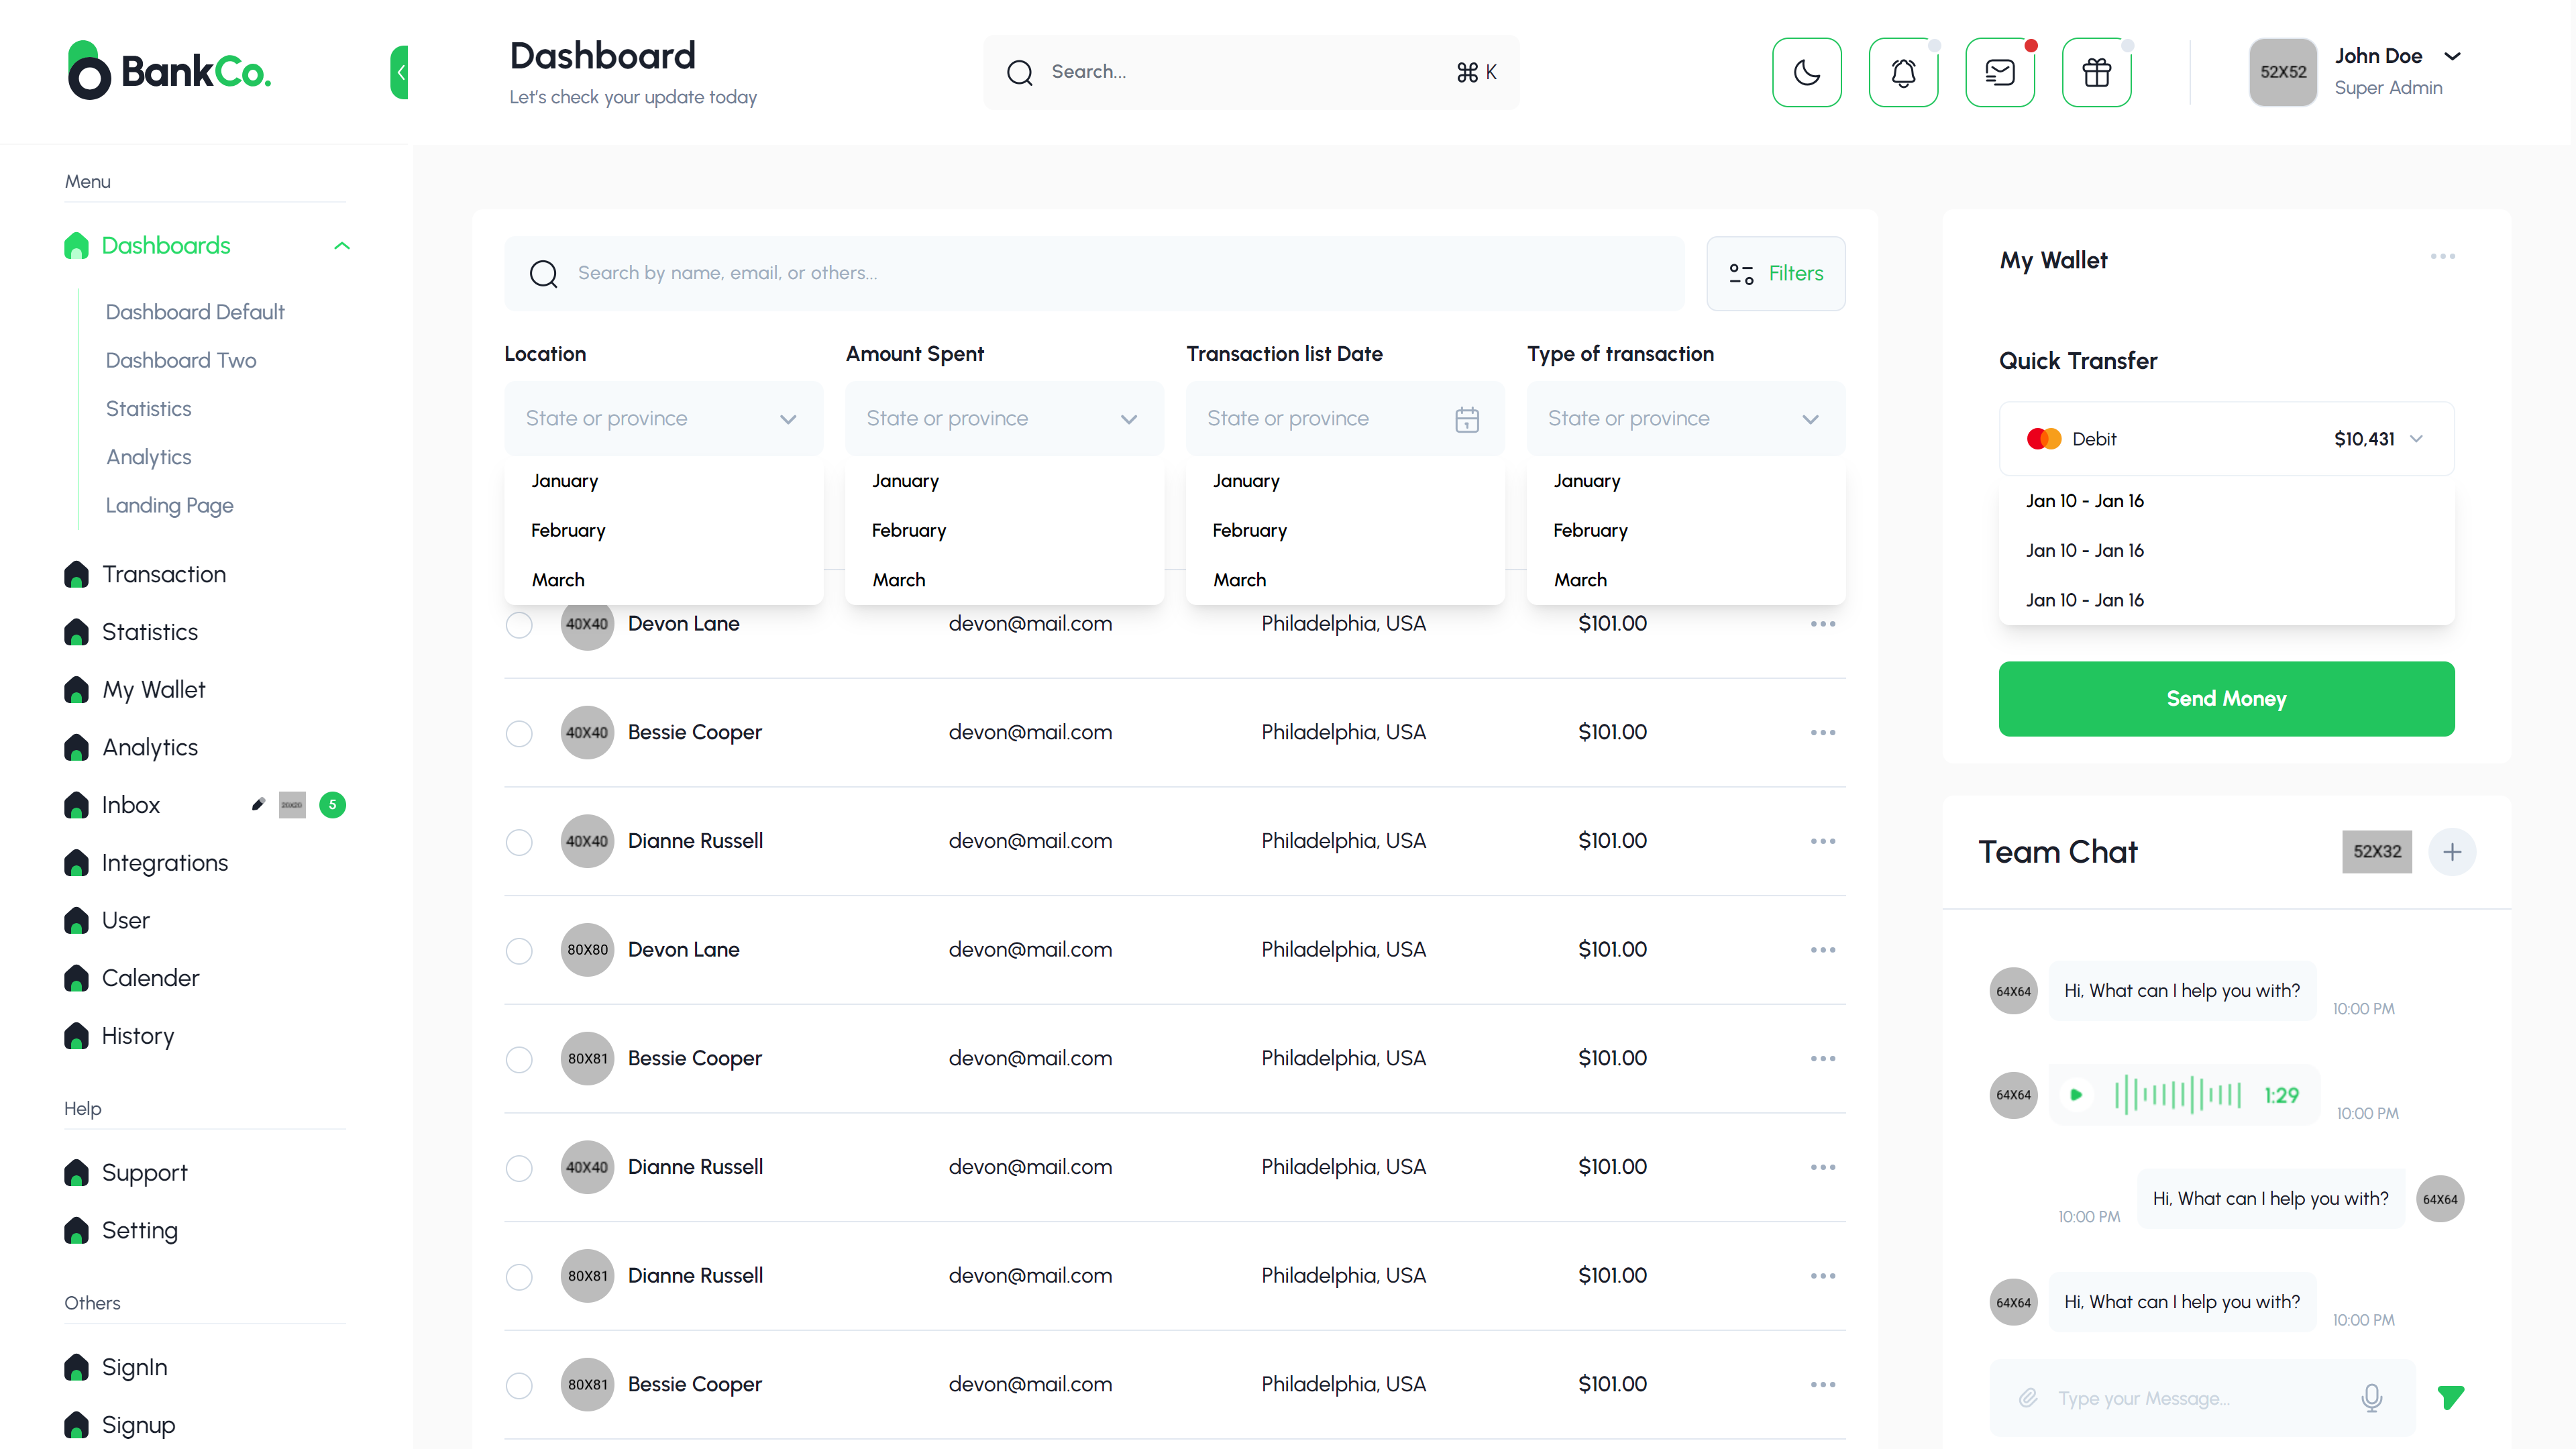 BankCo.
Dashboard
Let's check your update today
Search...
⌘ K
52X52
John Doe
Super Admin
Menu
Dashboards
Dashboard Default
Dashboard Two
Statistics
Analytics
Landing Page
Transaction
Statistics
My Wallet
Analytics
Inbox
5
Integrations
User
Calender
History
Help
Support
Setting
Others
SignIn
Signup
Search by name, email, or others...
Filters
Location
Amount Spent
Transaction list Date
Type of transaction
State or province
State or province
State or province
1
State or province
January
January
January
January
February
February
February
February
March
March
March
March
40X40 Devon Lane devon@mail.com Philadelphia, USA $101.00
40X40 Bessie Cooper devon@mail.com Philadelphia, USA $101.00
40X40 Dianne Russell devon@mail.com Philadelphia, USA $101.00
80X80 Devon Lane devon@mail.com Philadelphia, USA $101.00
80X81 Bessie Cooper devon@mail.com Philadelphia, USA $101.00
40X40 Dianne Russell devon@mail.com Philadelphia, USA $101.00
80X81 Dianne Russell devon@mail.com Philadelphia, USA $101.00
80X81 Bessie Cooper devon@mail.com Philadelphia, USA $101.00
My Wallet
Quick Transfer
Debit
$10,431
Jan 10 - Jan 16
Jan 10 - Jan 16
Jan 10 - Jan 16
Send Money
Team Chat
52X32
64X64
Hi, What can I help you with?
10:00 PM
64X64
1:29
10:00 PM
10:00 PM
Hi, What can I help you with?
64X64
64X64
Hi, What can I help you with?
10:00 PM
Type your Message...